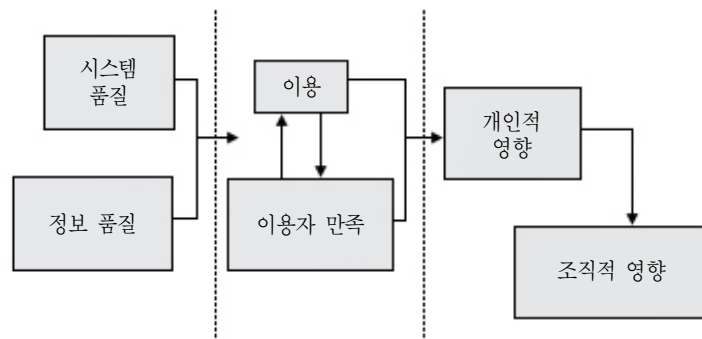 시스템
품질
정보 품질
이용
이용자 만족
개인적
영향
조직적 영향